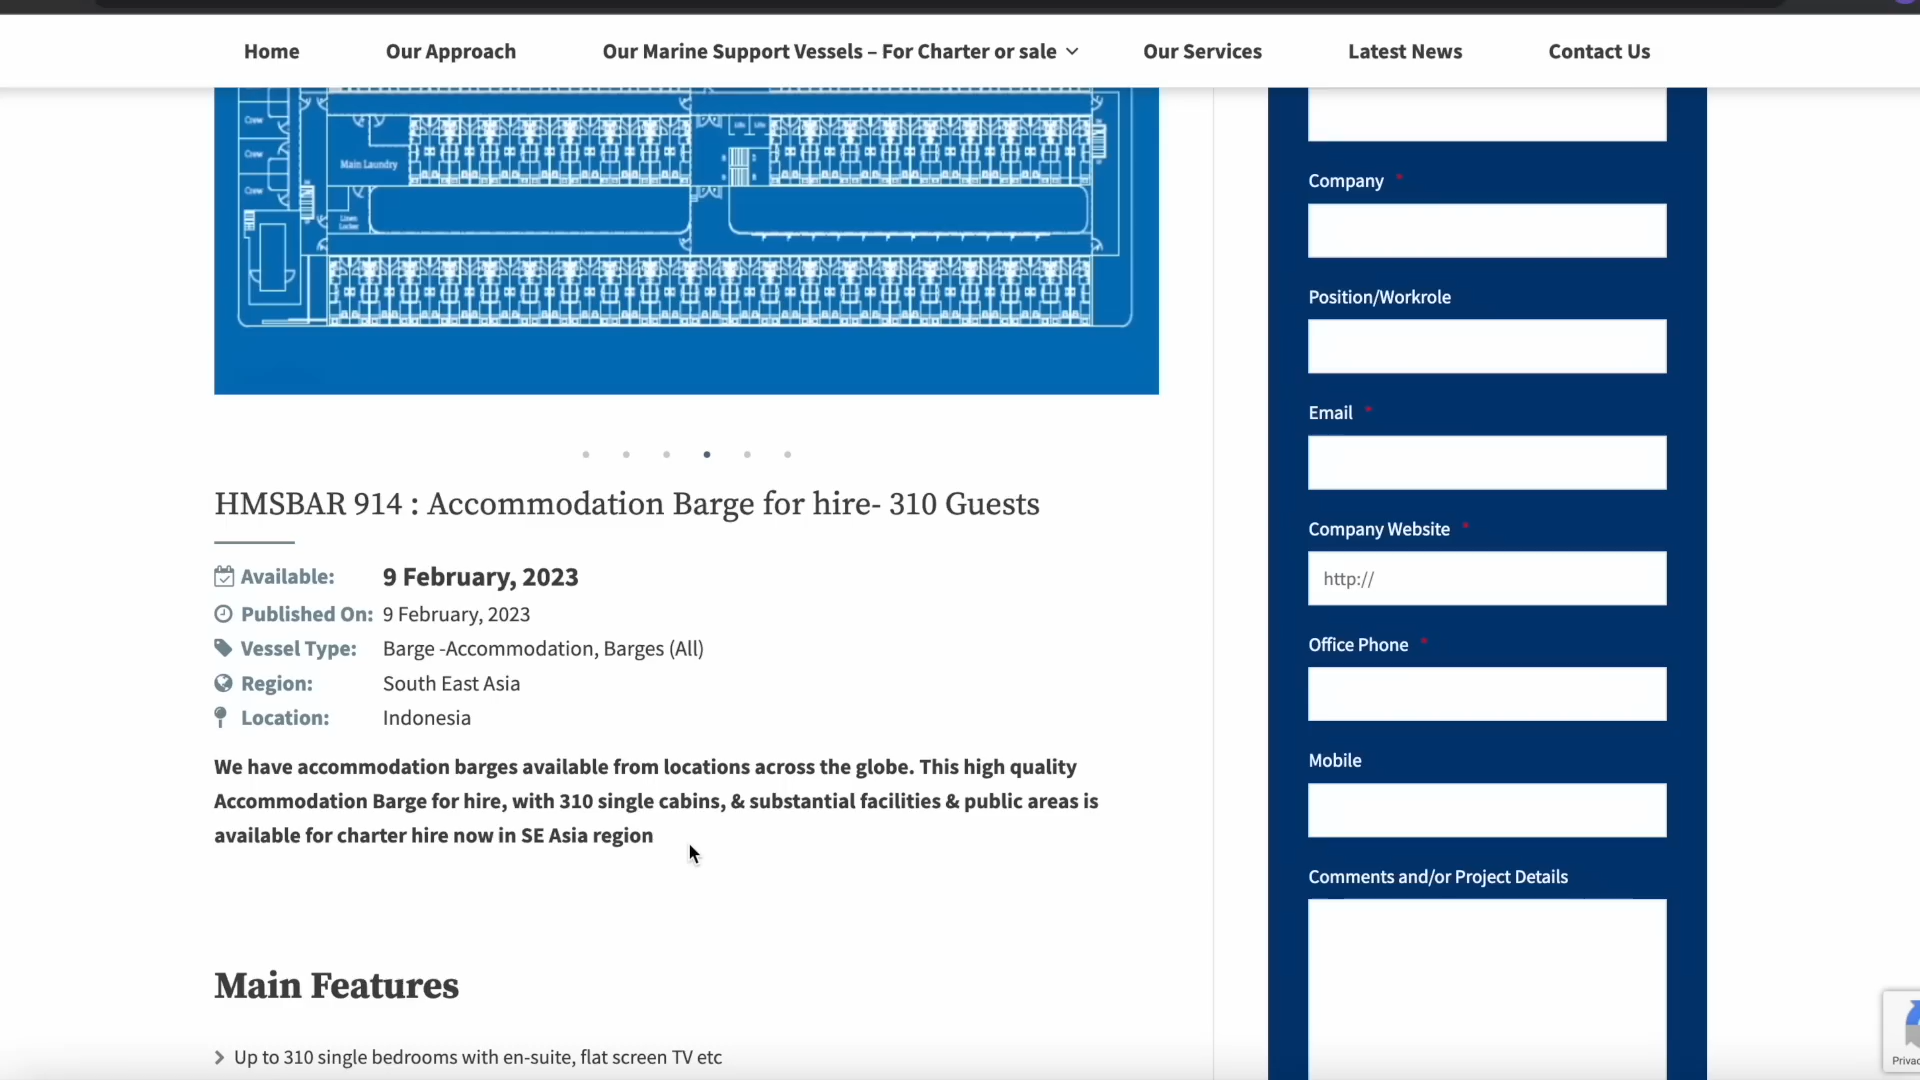 Home
Our Approach
Our Marine Support Vessels – For Charter or sale
Our Services
Latest News
Contact Us
Crew
Crew
Crew
Main Laundry
Linen
Locker
Lifts
Lifts
HMSBAR 914 : Accommodation Barge for hire- 310 Guests
Available: 9 February, 2023
Published On: 9 February, 2023
Vessel Type: Barge -Accommodation, Barges (All)
Region: South East Asia
Location: Indonesia
We have accommodation barges available from locations across the globe. This high quality
Accommodation Barge for hire, with 310 single cabins, & substantial facilities & public areas is
available for charter hire now in SE Asia region
Main Features
Up to 310 single bedrooms with en-suite, flat screen TV etc
Company *
Position/Workrole
Email *
Company Website *
http://
Office Phone *
Mobile
Comments and/or Project Details